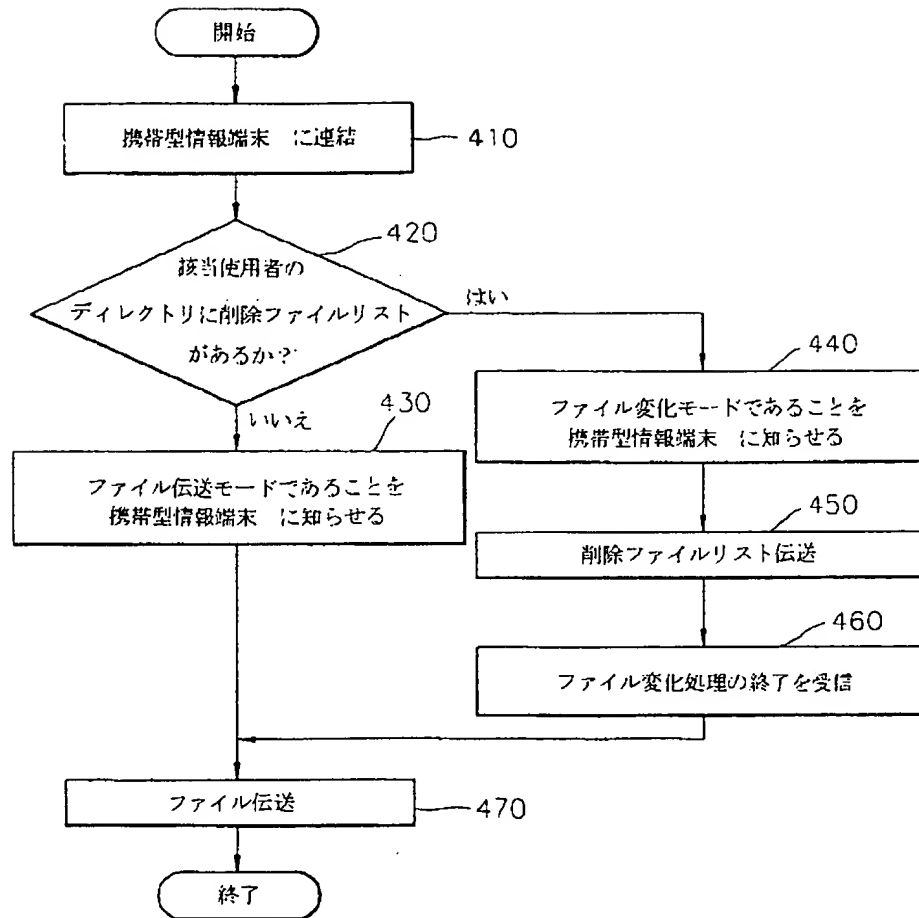 開始
携帯型情報端末 に連結
410
420
該当使用者の
ディレクトリに削除ファイルリスト
があるか?
はい
いいえ
430
ファイル伝送モードであることを
携帯型情報端末 に知らせる
440
ファイル変化モードであることを
携帯型情報端末 に知らせる
450
削除ファイルリスト伝送
460
ファイル変化処理の終了を受信
ファイル伝送
470
終了